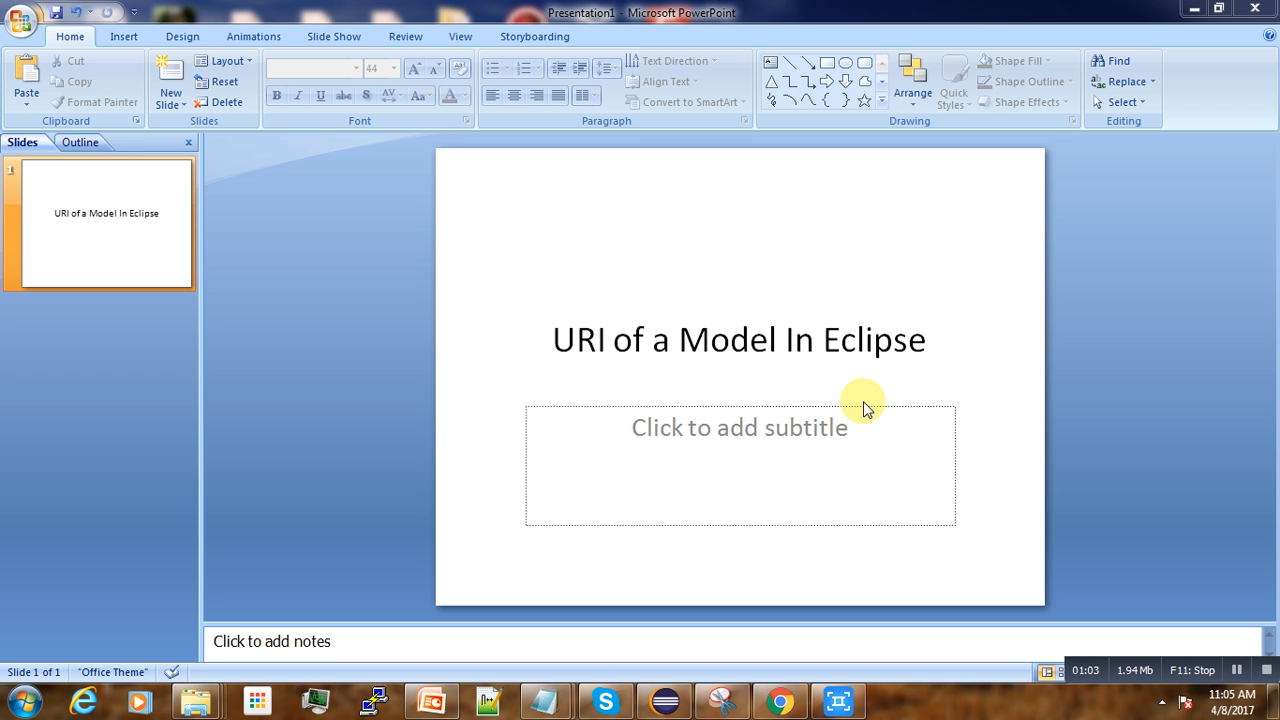 Presentation1 - Microsoft PowerPoint
Home Insert Design Animations Slide Show Review View Storyboarding
Paste
Cut
Copy
Format Painter
Clipboard
New Slide
Layout
Reset
Delete
Slides
44
B I U abc S AV Aa A
Font
Text Direction
Align Text
Convert to SmartArt
Paragraph
Arrange
Quick Styles
Shape Fill
Shape Outline
Shape Effects
Drawing
Find
Replace
Select
Editing
Slides Outline
1
URI of a Model In Eclipse
URI of a Model In Eclipse
Click to add subtitle
Click to add notes
Slide 1 of 1 "Office Theme"
01:03 1.94 Mb F11: Stop
11:05 AM
4/8/2017